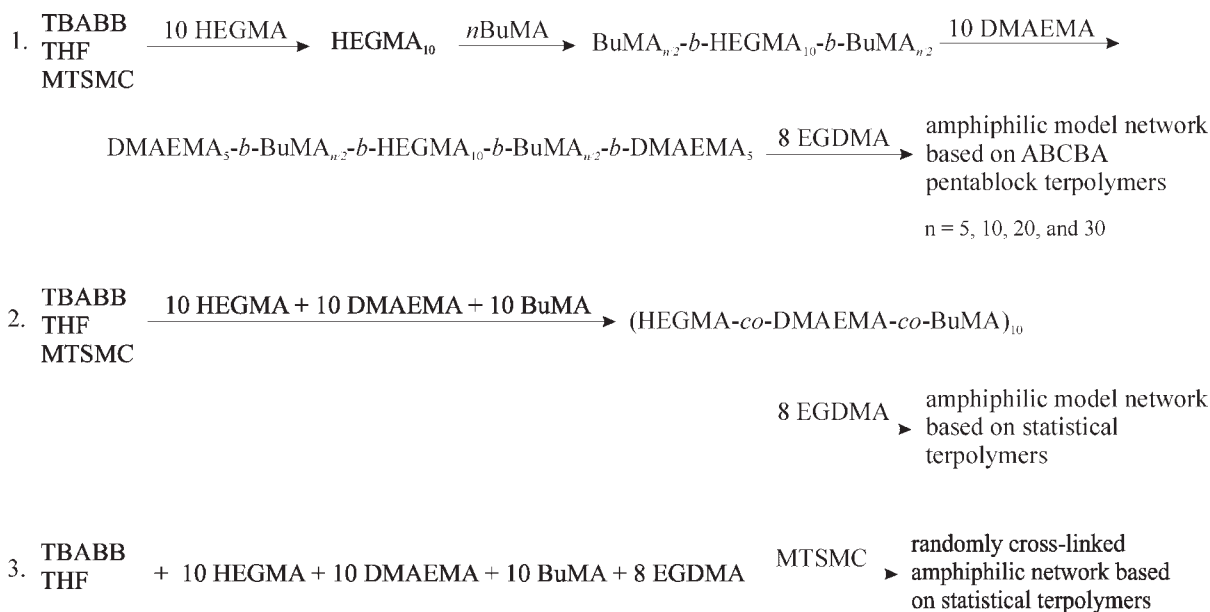 1. TBABB
THF
MTSMC
10 HEGMA
HEGMA10
nBuMA
BuMAn/2-b-HEGMA10-b-BuMAn/2
10 DMAEMA
DMAEMA5-b-BuMAn/2-b-HEGMA10-b-BuMAn/2-b-DMAEMA5
8 EGDMA
amphiphilic model network
based on ABCBA
pentablock terpolymers
n = 5, 10, 20, and 30
2. TBABB
THF
MTSMC
10 HEGMA + 10 DMAEMA + 10 BuMA
(HEGMA-co-DMAEMA-co-BuMA)10
8 EGDMA
amphiphilic model network
based on statistical
terpolymers
3. TBABB
THF
+ 10 HEGMA + 10 DMAEMA + 10 BuMA + 8 EGDMA
MTSMC
randomly cross-linked
amphiphilic network based
on statistical terpolymers